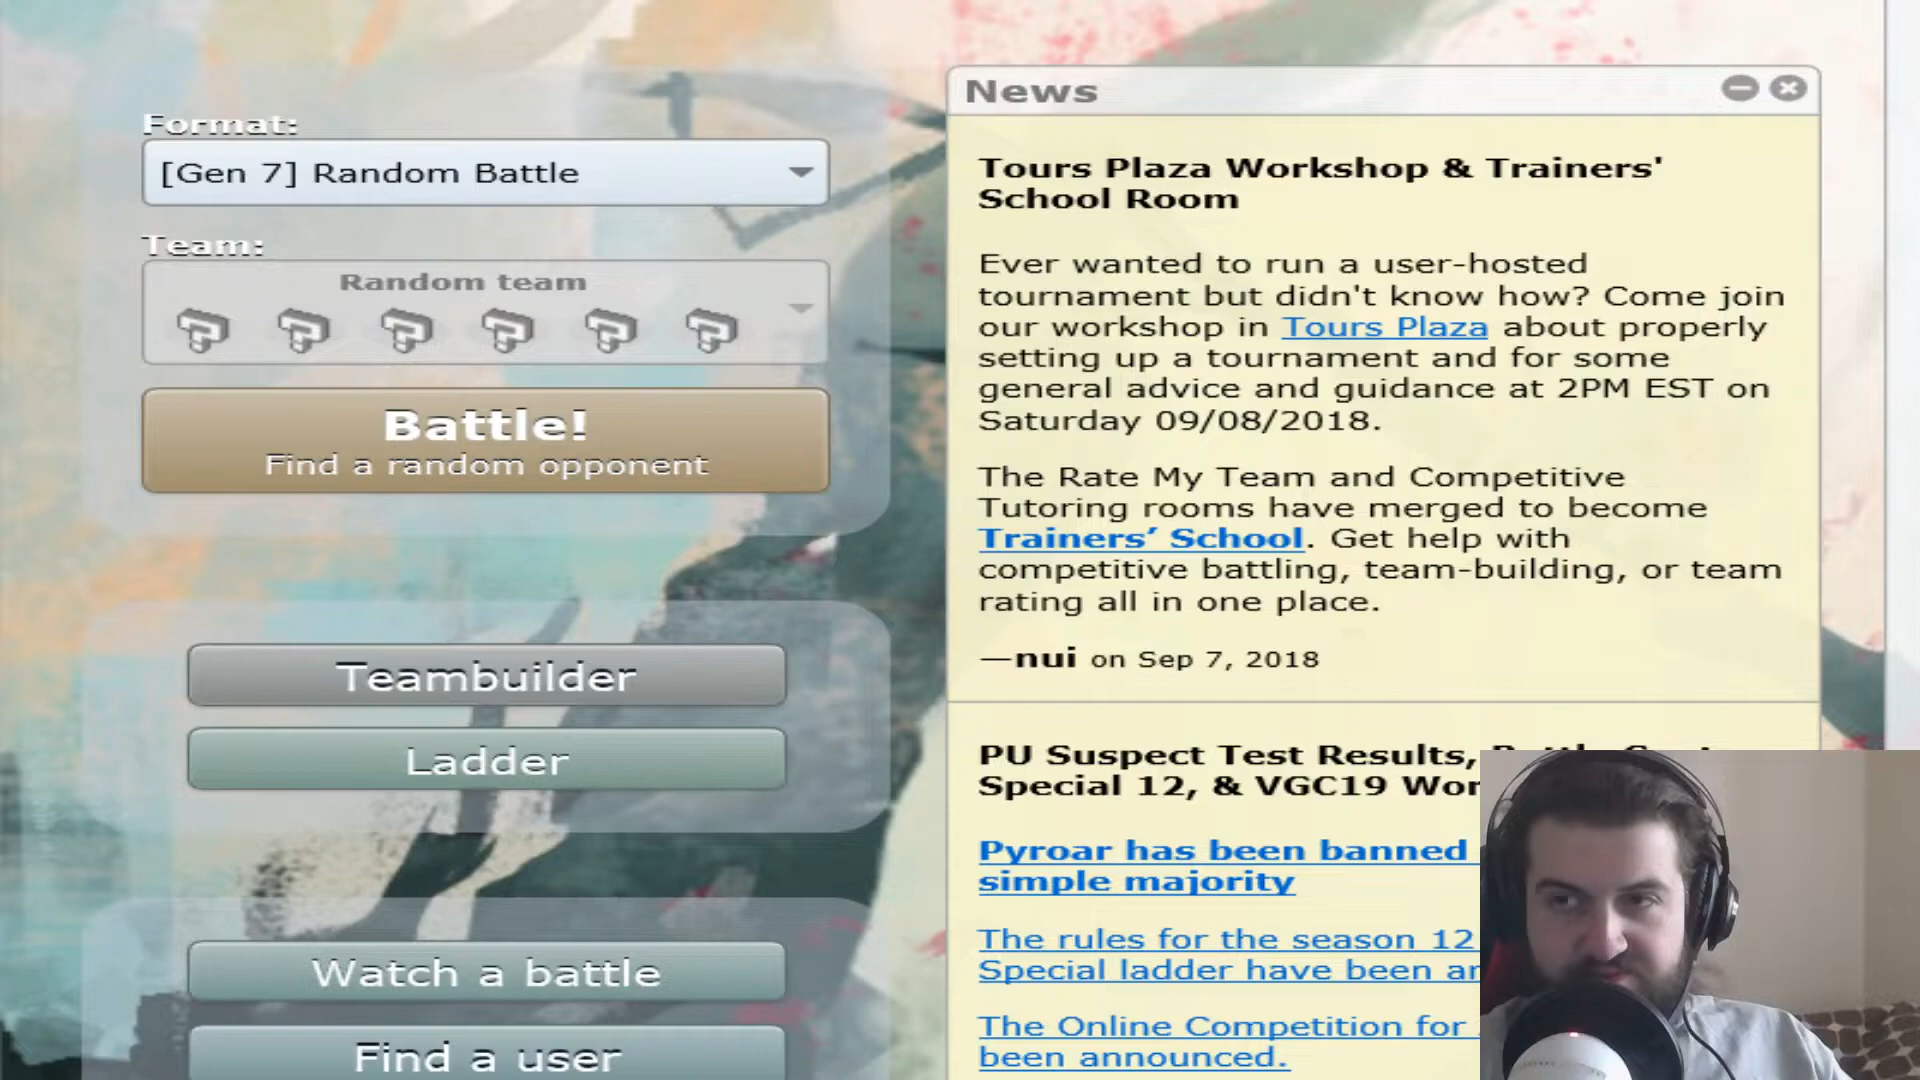 Format:
[Gen 7] Random Battle
Team:
Random team
Battle!
Find a random opponent
Teambuilder
Ladder
Watch a battle
Find a user
News
Tours Plaza Workshop & Trainers'
School Room
Ever wanted to run a user-hosted
tournament but didn't know how? Come join
our workshop in Tours Plaza about properly
setting up a tournament and for some
general advice and guidance at 2PM EST on
Saturday 09/08/2018.
The Rate My Team and Competitive
Tutoring rooms have merged to become
Trainers’ School. Get help with
competitive battling, team-building, or team
rating all in one place.
—nui on Sep 7, 2018
PU Suspect Test Results,
Special 12, & VGC19
Pyroar has been banned
simple majority
The rules for the season 12
Special ladder have been
The Online Competition for
been announced.